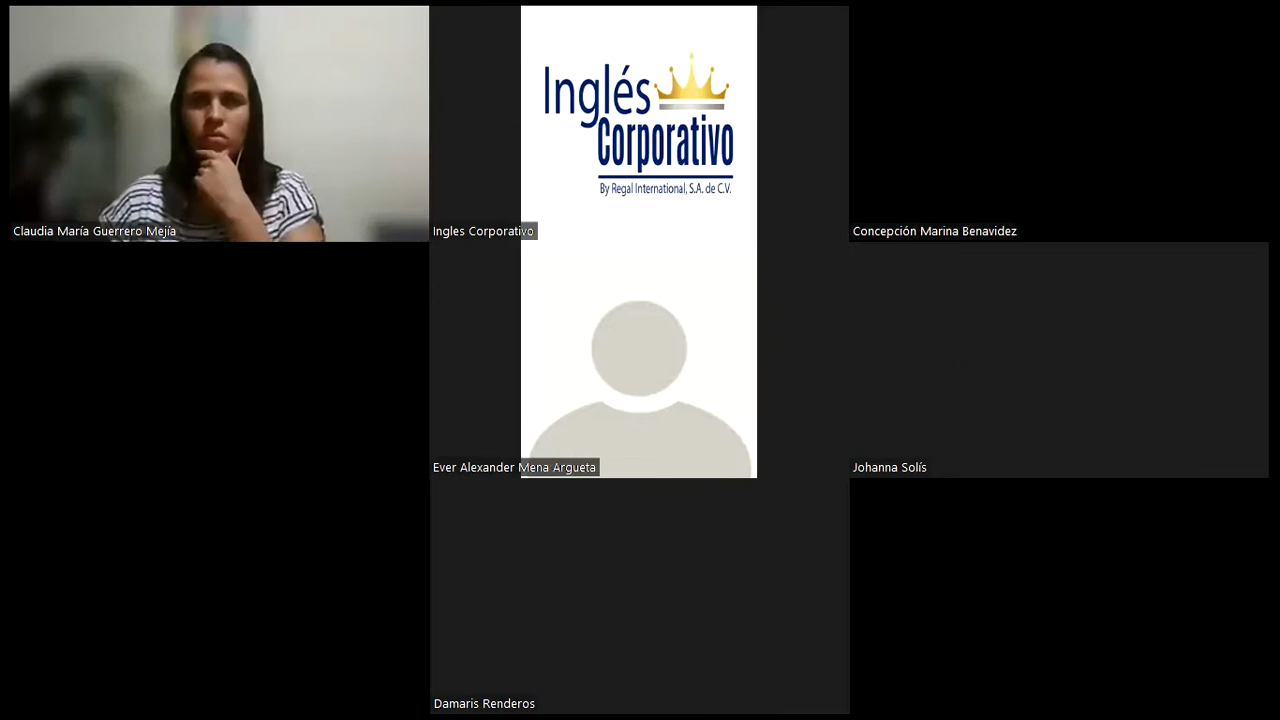 Inglés
Corporativo
By Regal International, S.A. de C.V.
Claudia María Guerrero Mejía
Ingles Corporativo
Concepción Marina Benavidez
Ever Alexander Mena Argueta
Johanna Solís
Damaris Renderos